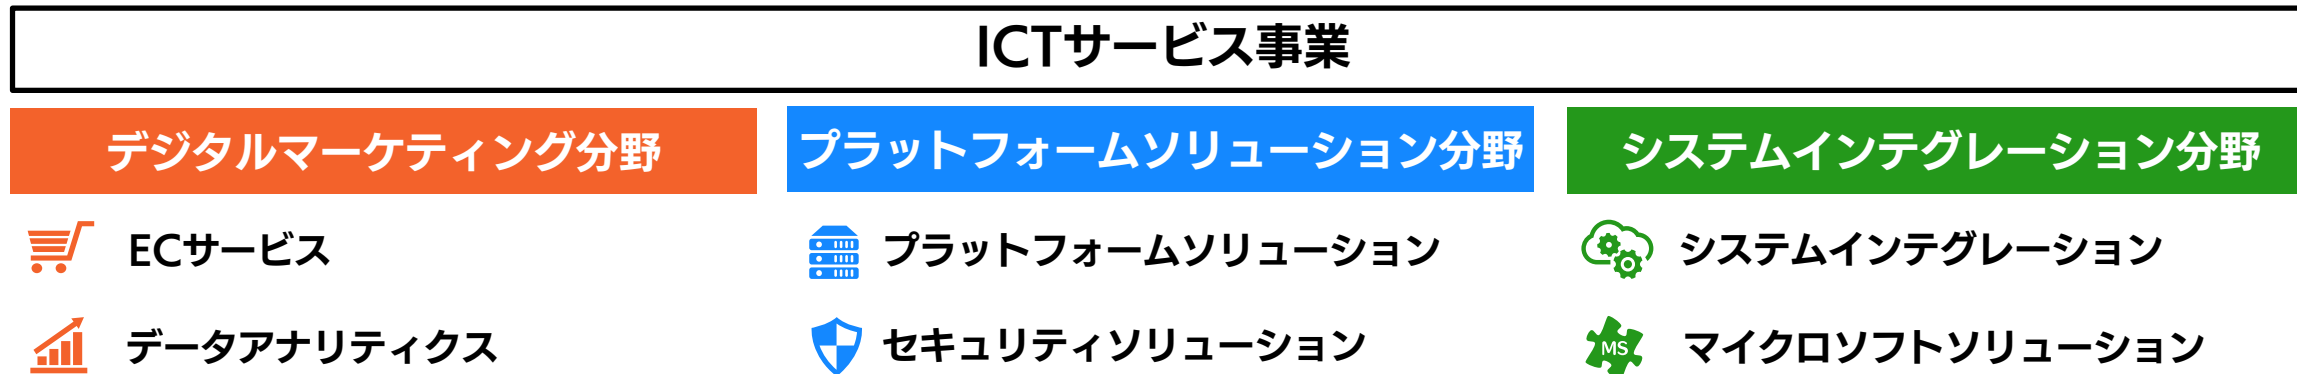 ICTサービス事業
デジタルマーケティング分野
プラットフォームソリューション分野
システムインテグレーション分野
ECサービス
プラットフォームソリューション
システムインテグレーション
データアナリティクス
セキュリティソリューション
MS
マイクロソフトソリューション